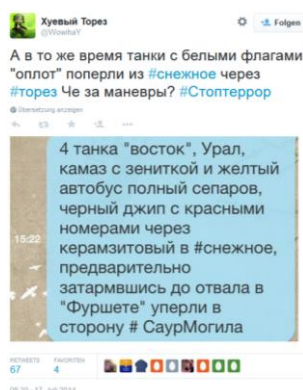 Хуевый Торез
@WowihaY
Folgen
А в то же время танки с белыми флагами
"оплот" поперли из #снежное через
#торез Че за маневры? #Стоптеррор
Übersetzung anzeigen
4 танка "восток", Урал,
камаз с зениткой и желтый
автобус полный сепаров,
черный джип с красными
номерами через
15:22
керамзитовый в #снежное,
предварительно
затармвшись до отвала в
"Фуршете" уперли в
сторону # СаурМогила
RETWEETS
FAVORITEN
67
4